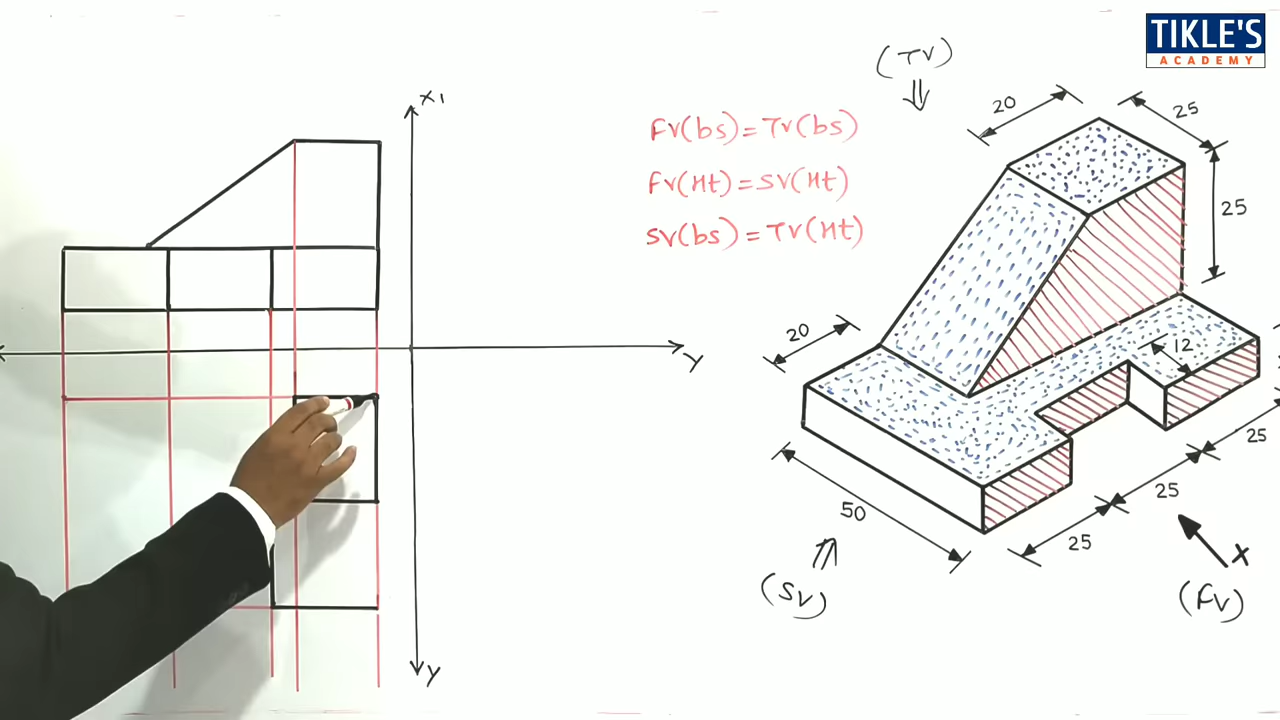 TIKLE'S
ACADEMY
(TV)
X1
FV(bs) = TV(bs)
FV(Ht) = SV(Ht)
SV(bs) = TV(Ht)
20
25
25
20
12
Y
50
25
25
25
X
(SV)
(FV)
Y